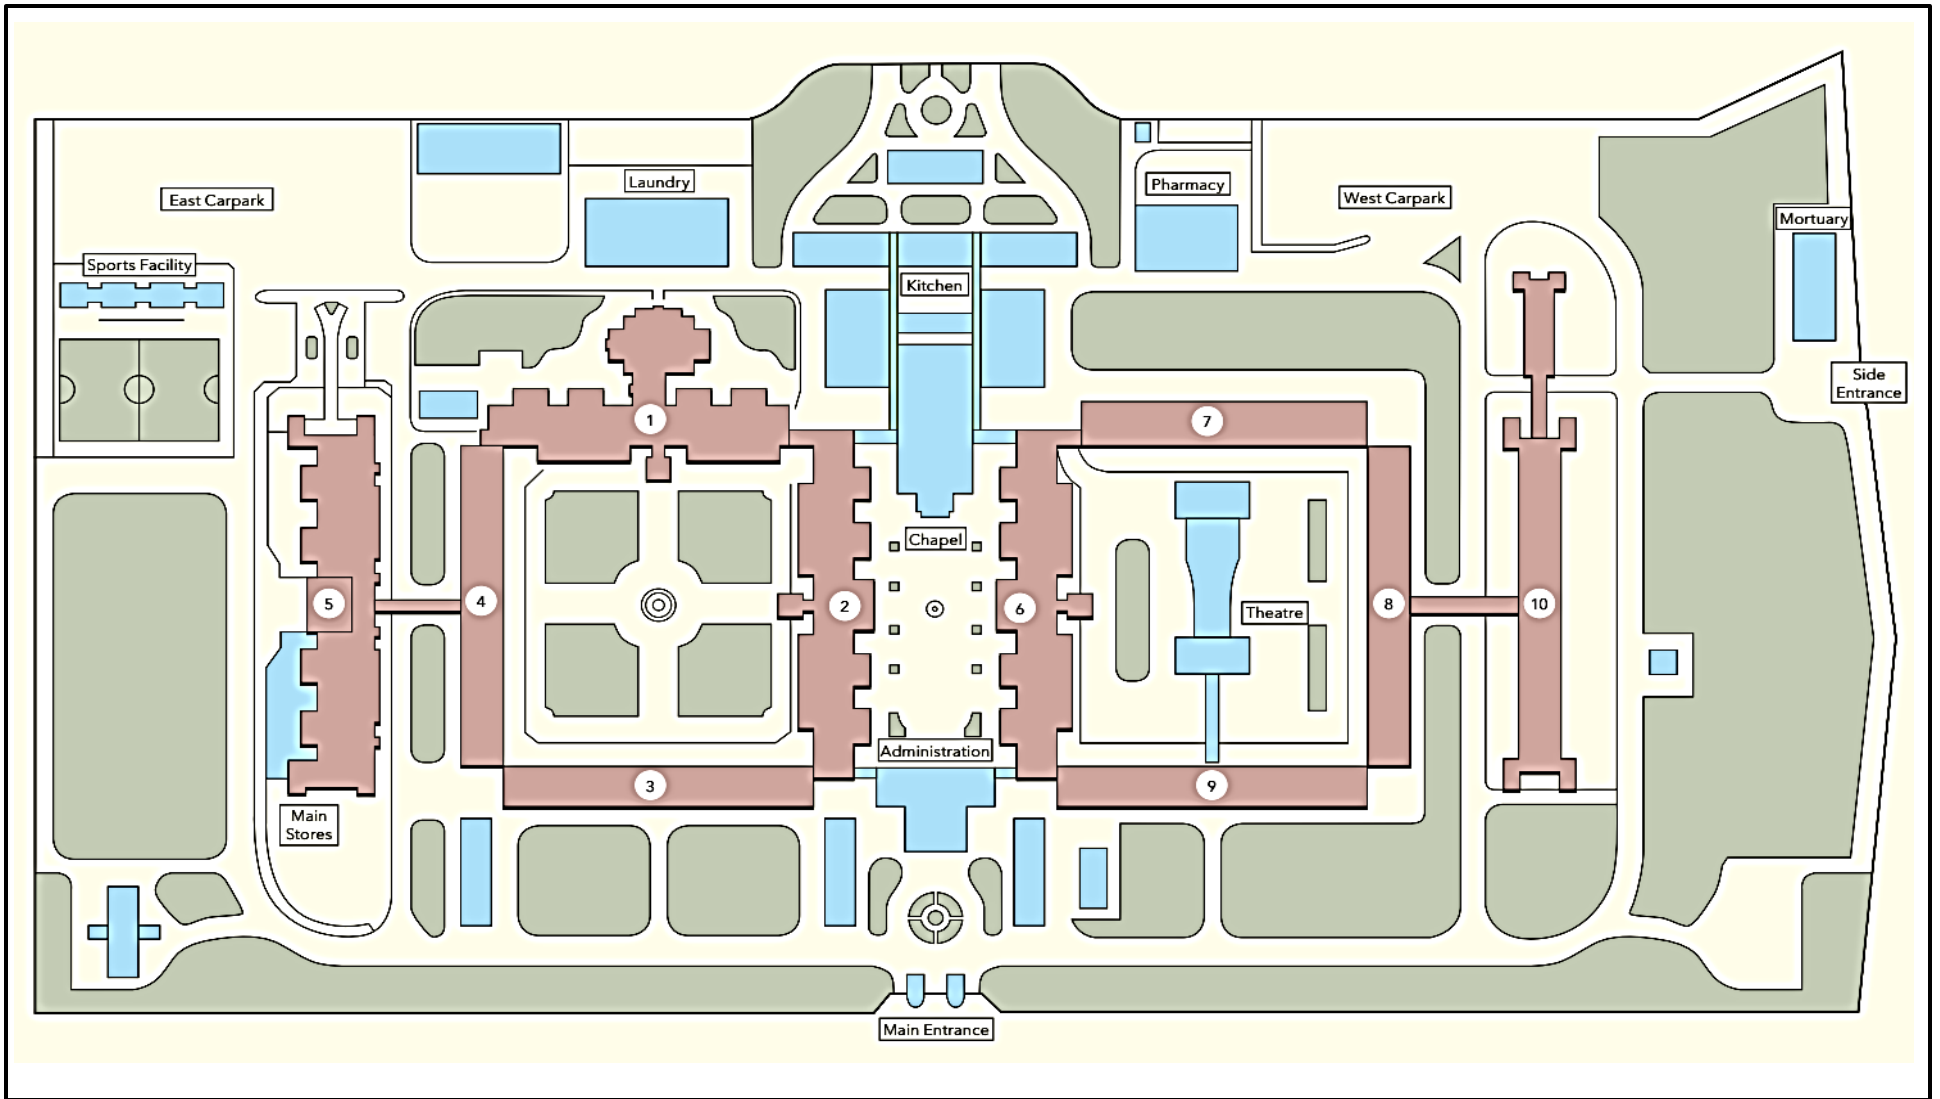 Laundry
Pharmacy
East Carpark
West Carpark
Mortuary
Sports Facility
Kitchen
Side
Entrance
1
7
Chapel
5
4
2
6
8
10
Theatre
Administration
3
9
Main
Stores
Main Entrance